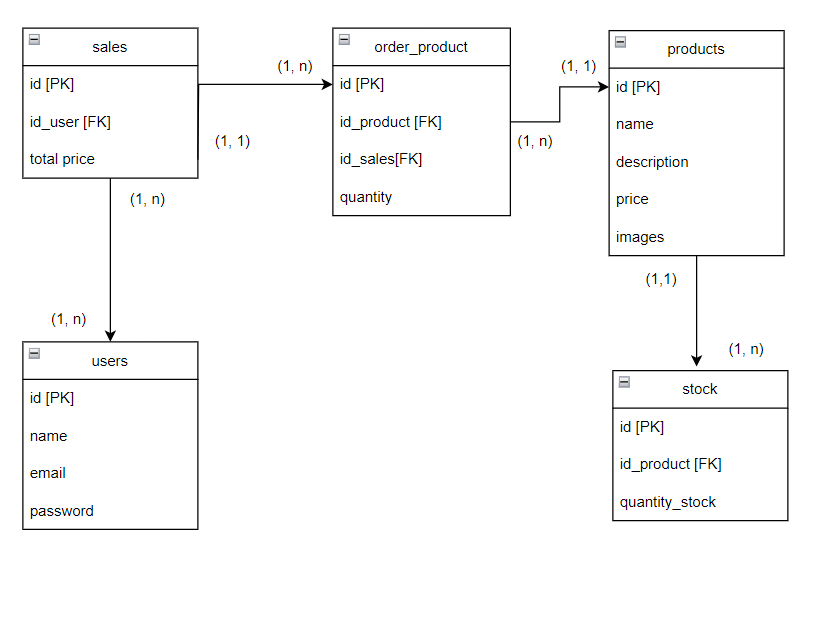 sales
id [PK]
id_user [FK]
total price
(1, n)
(1, 1)
order_product
id [PK]
id_product [FK]
id_sales[FK]
quantity
(1, 1)
(1, n)
products
id [PK]
name
description
price
images
(1, n)
(1, n)
users
id [PK]
name
email
password
(1,1)
(1, n)
stock
id [PK]
id_product [FK]
quantity_stock